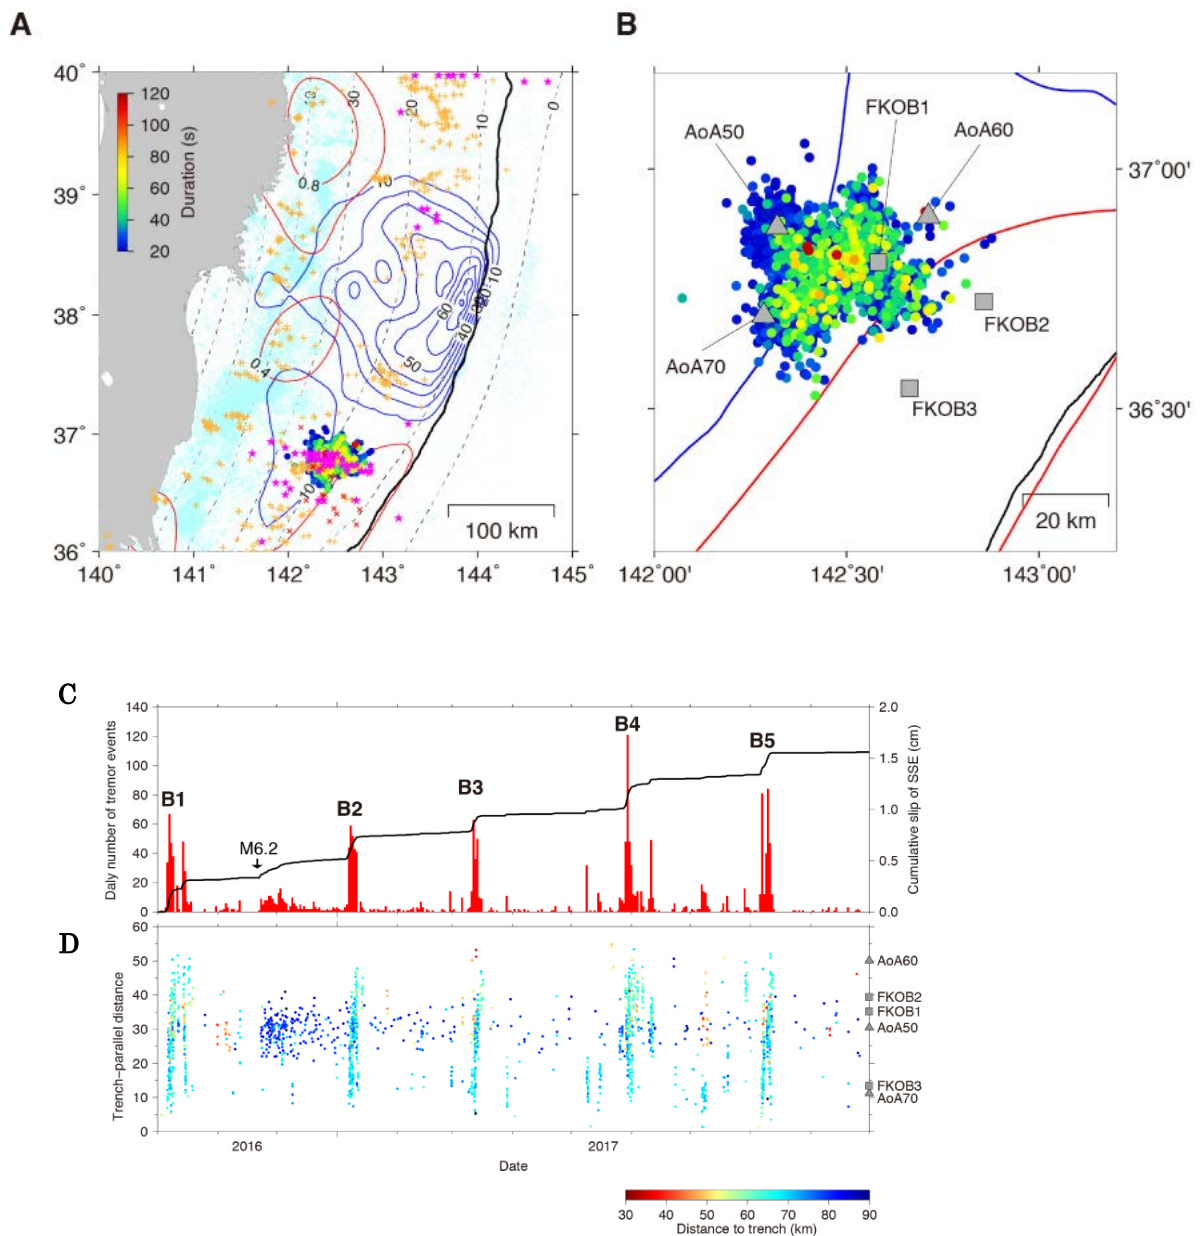 A
B
40˚
39˚
38˚
37˚
36˚
140˚
141˚
142˚
143˚
144˚
145˚
120
100
80
60
40
20
Duration (s)
30
20
10
0
0.8
10
10
20
60
40
50
0.4
10
100 km
FKOB1
AoA50
AoA60
37˚00'
FKOB2
AoA70
FKOB3
36˚30'
20 km
142˚00'
142˚30'
143˚00'
C
140
120
100
80
60
40
20
0
Daly number of tremor events
B1
M6.2
B2
B3
B4
B5
2.0
1.5
1.0
0.5
0.0
Cumulative slip of SSE (cm)
D
60
50
40
30
20
10
0
Trench–parallel distance
AoA60
FKOB2
FKOB1
AoA50
FKOB3
AoA70
2016
2017
Date
30 40 50 60 70 80 90
Distance to trench (km)